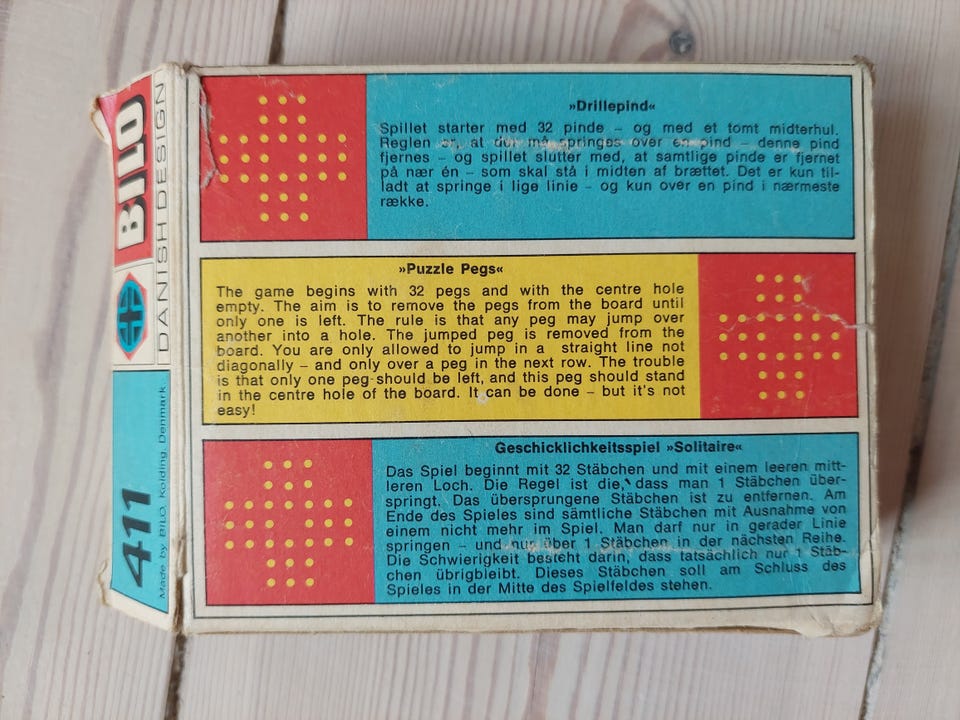 BILO
DANISH DESIGN
411
Made by BILO, Kolding, Denmark
»Drillepind«
Spillet starter med 32 pinde – og med et tomt midterhul.
Reglen er, at der må springes over en pind – denne pind
fjernes – og spillet slutter med, at samtlige pinde er fjernet
på nær én – som skal stå i midten af brættet. Det er kun til-
ladt at springe i lige linie – og kun over en pind i nærmeste
række.
»Puzzle Pegs«
The game begins with 32 pegs and with the centre hole
empty. The aim is to remove the pegs from the board until
only one is left. The rule is that any peg may jump over
another into a hole. The jumped peg is removed from the
board. You are only allowed to jump in a straight line not
diagonally – and only over a peg in the next row. The trouble
is that only one peg should be left, and this peg should stand
in the centre hole of the board. It can be done – but it's not
easy!
Geschicklichkeitsspiel »Solitaire«
Das Spiel beginnt mit 32 Stäbchen und mit einem leeren mitt-
leren Loch. Die Regel ist die, dass man 1 Stäbchen über-
springt. Das übersprungene Stäbchen ist zu entfernen. Am
Ende des Spieles sind sämtliche Stäbchen mit Ausnahme von
einem nicht mehr im Spiel. Man darf nur in gerader Linie
springen – und nur über 1 Stäbchen in der nächsten Reihe.
Die Schwierigkeit besteht darin, dass tatsächlich nur 1 Stäb-
chen übrigbleibt. Dieses Stäbchen soll am Schluss des
Spieles in der Mitte des Spielfeldes stehen.